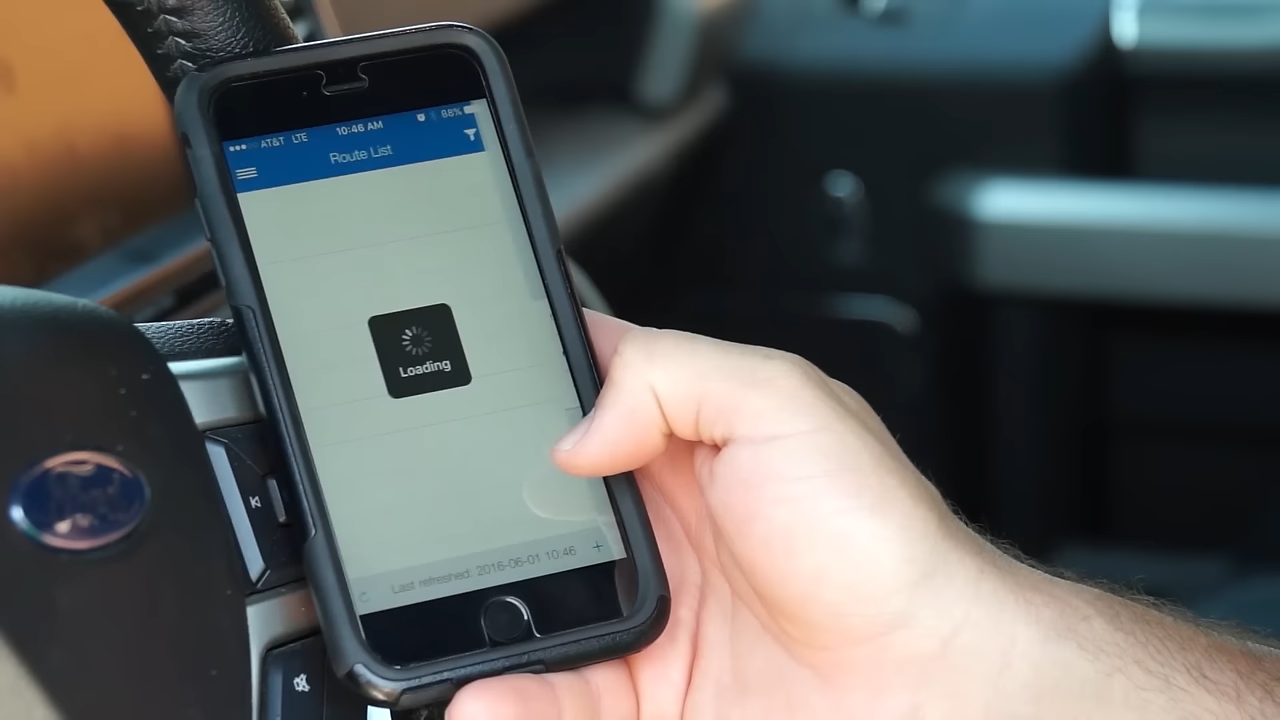 AT&T LTE 10:46 AM 88%
Route List
Loading
Last refreshed: 2016-06-01 10:46 +